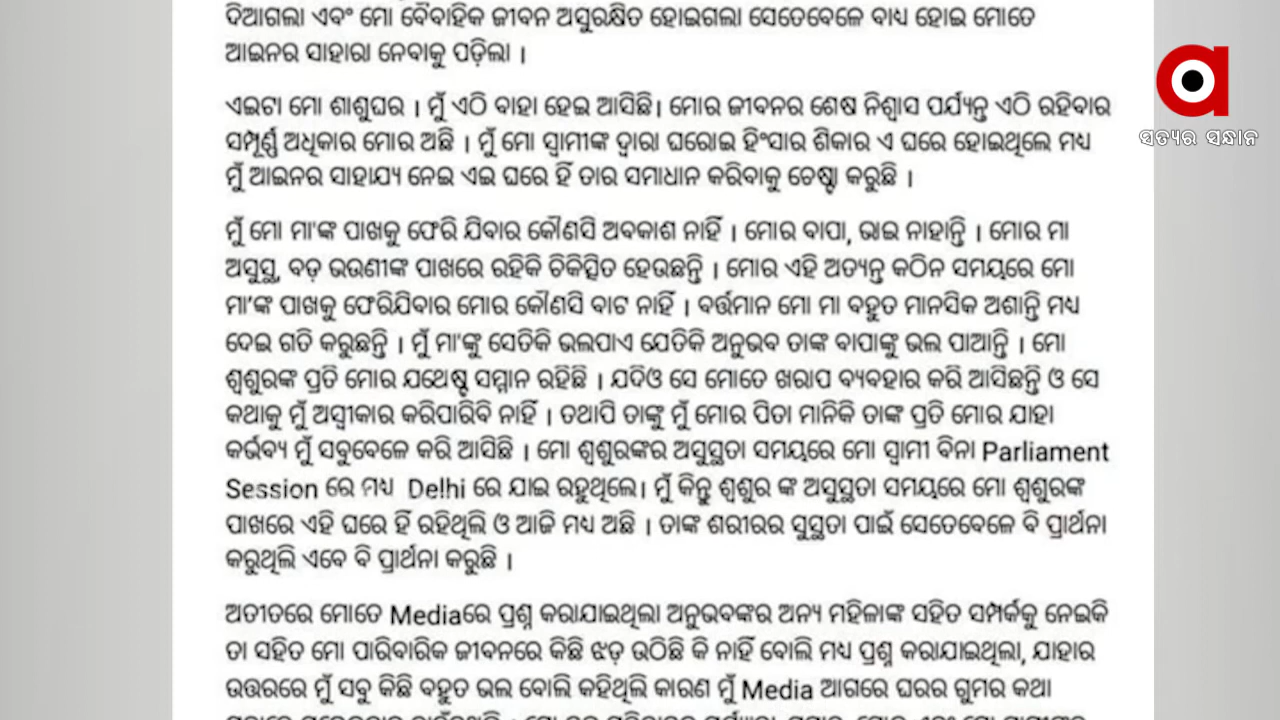 ଦିଆଗଲା ଏବଂ ମୋ ବୈବାହିକ ଜୀବନ ଅସୁରକ୍ଷିତ ହୋଇଗଲା ସେତେବେଳେ ବାଧ୍ୟ ହୋଇ ମୋତେ
ଆଇନର ସାହାରା ନେବାକୁ ପଡ଼ିଲା ।
ଏଇଟା ମୋ ଶାଶୁଘର । ମୁଁ ଏଠି ବାହା ହେଇ ଆସିଛି। ମୋର ଜୀବନର ଶେଷ ନିଶ୍ୱାସ ପର୍ଯ୍ୟନ୍ତ ଏଠି ରହିବାର
ସମ୍ପୂର୍ଣ୍ଣ ଅଧିକାର ମୋର ଅଛି । ମୁଁ ମୋ ସ୍ୱାମୀଙ୍କ ଦ୍ୱାରା ଘରୋଇ ହିଂସାର ଶିକାର ଏ ଘରେ ହୋଇଥିଲେ ମଧ୍ୟ
ମୁଁ ଆଇନର ସାହାଯ୍ୟ ନେଇ ଏଇ ଘରେ ହିଁ ତାର ସମାଧାନ କରିବାକୁ ଚେଷ୍ଟା କରୁଛି ।
ମୁଁ ମୋ ମା'ଙ୍କ ପାଖକୁ ଫେରି ଯିବାର କୌଣସି ଅବକାଶ ନାହିଁ । ମୋର ବାପା, ଭାଇ ନାହାନ୍ତି । ମୋର ମା
ଅସୁସ୍ଥ, ବଡ଼ ଭଉଣୀଙ୍କ ପାଖରେ ରହିକି ଚିକିତ୍ସିତ ହେଉଛନ୍ତି । ମୋର ଏହି ଅତ୍ୟନ୍ତ କଠିନ ସମୟରେ ମୋ
ମା'ଙ୍କ ପାଖକୁ ଫେରିଯିବାର ମୋର କୌଣସି ବାଟ ନାହିଁ । ବର୍ତ୍ତମାନ ମୋ ମା ବହୁତ ମାନସିକ ଅଶାନ୍ତି ମଧ୍ୟ
ଦେଇ ଗତି କରୁଛନ୍ତି । ମୁଁ ମା'ଙ୍କୁ ସେତିକି ଭଲପାଏ ଯେତିକି ଅନୁଭବ ତାଙ୍କ ବାପାଙ୍କୁ ଭଲ ପାଆନ୍ତି । ମୋ
ଶ୍ୱଶୁରଙ୍କ ପ୍ରତି ମୋର ଯଥେଷ୍ଟ ସମ୍ମାନ ରହିଛି । ଯଦିଓ ସେ ମୋତେ ଖରାପ ବ୍ୟବହାର କରି ଆସିଛନ୍ତି ଓ ସେ
କଥାକୁ ମୁଁ ଅସ୍ୱୀକାର କରିପାରିବି ନାହିଁ । ତଥାପି ତାଙ୍କୁ ମୁଁ ମୋର ପିତା ମାନିକି ତାଙ୍କ ପ୍ରତି ମୋର ଯାହା
କର୍ତ୍ତବ୍ୟ ମୁଁ ସବୁବେଳେ କରି ଆସିଛି । ମୋ ଶ୍ୱଶୁରଙ୍କର ଅସୁସ୍ଥତା ସମୟରେ ମୋ ସ୍ୱାମୀ ବିନା Parliament
Session ରେ ମଧ୍ୟ Delhi ରେ ଯାଇ ରହୁଥିଲେ। ମୁଁ କିନ୍ତୁ ଶ୍ୱଶୁର ଙ୍କ ଅସୁସ୍ଥତା ସମୟରେ ମୋ ଶ୍ୱଶୁରଙ୍କ
ପାଖରେ ଏହି ଘରେ ହିଁ ରହିଥିଲି ଓ ଆଜି ମଧ୍ୟ ଅଛି । ତାଙ୍କ ଶରୀରର ସୁସ୍ଥତା ପାଇଁ ସେତେବେଳେ ବି ପ୍ରାର୍ଥନା
କରୁଥିଲି ଏବେ ବି ପ୍ରାର୍ଥନା କରୁଛି ।
ଅତୀତରେ ମୋତେ Mediaରେ ପ୍ରଶ୍ନ କରାଯାଇଥିଲା ଅନୁଭବଙ୍କର ଅନ୍ୟ ମହିଳାଙ୍କ ସହିତ ସମ୍ପର୍କକୁ ନେଇକି
ତା ସହିତ ମୋ ପାରିବାରିକ ଜୀବନରେ କିଛି ଝଡ଼ ଉଠିଛି କି ନାହିଁ ବୋଲି ମଧ୍ୟ ପ୍ରଶ୍ନ କରାଯାଇଥିଲା, ଯାହାର
ଉତ୍ତରରେ ମୁଁ ସବୁ କିଛି ବହୁତ ଭଲ ବୋଲି କହିଥିଲି କାରଣ ମୁଁ Media ଆଗରେ ଘରର ଗୁମର କଥା
ସତ୍ୟର ସନ୍ଧାନ